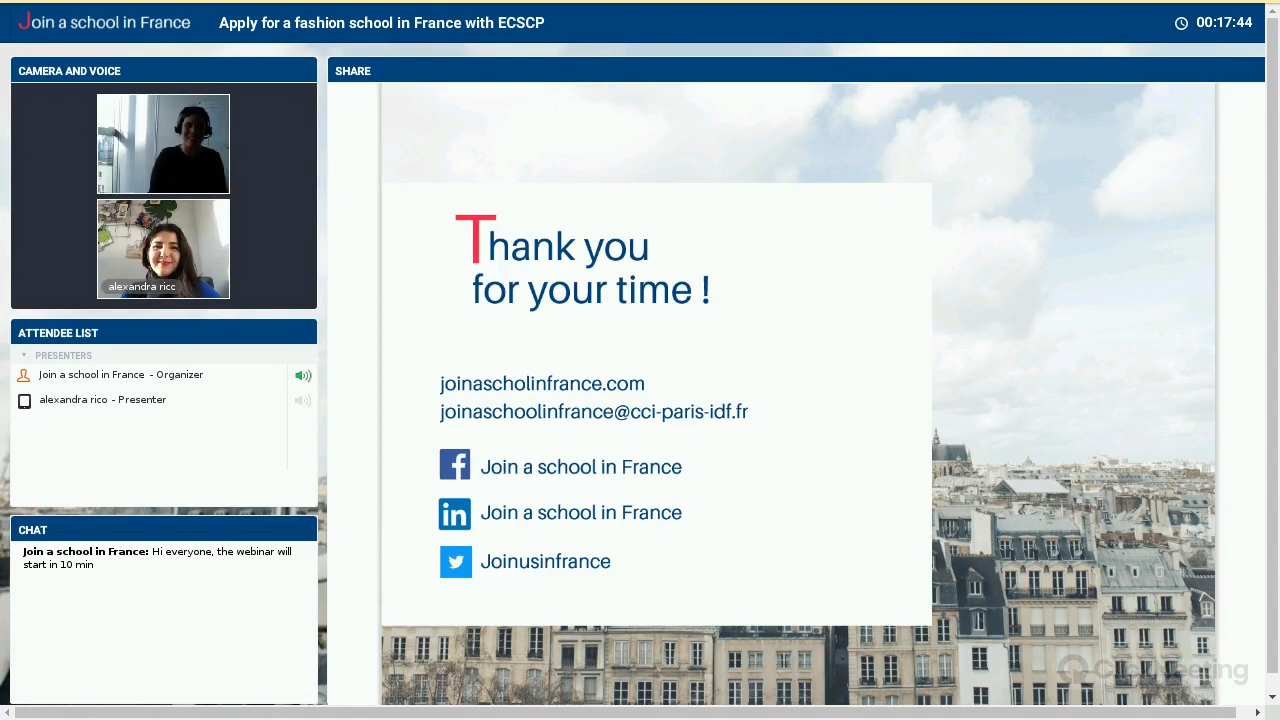 Join a school in France
Apply for a fashion school in France with ECSCP
00:17:44
CAMERA AND VOICE
alexandra rico
ATTENDEE LIST
PRESENTERS
Join a school in France - Organizer
alexandra rico - Presenter
CHAT
Join a school in France: Hi everyone, the webinar will
start in 10 min
SHARE
Thank you
for your time !
joinascholinfrance.com
joinaschoolinfrance@cci-paris-idf.fr
Join a school in France
Join a school in France
Joinusinfrance
ClickMeeting